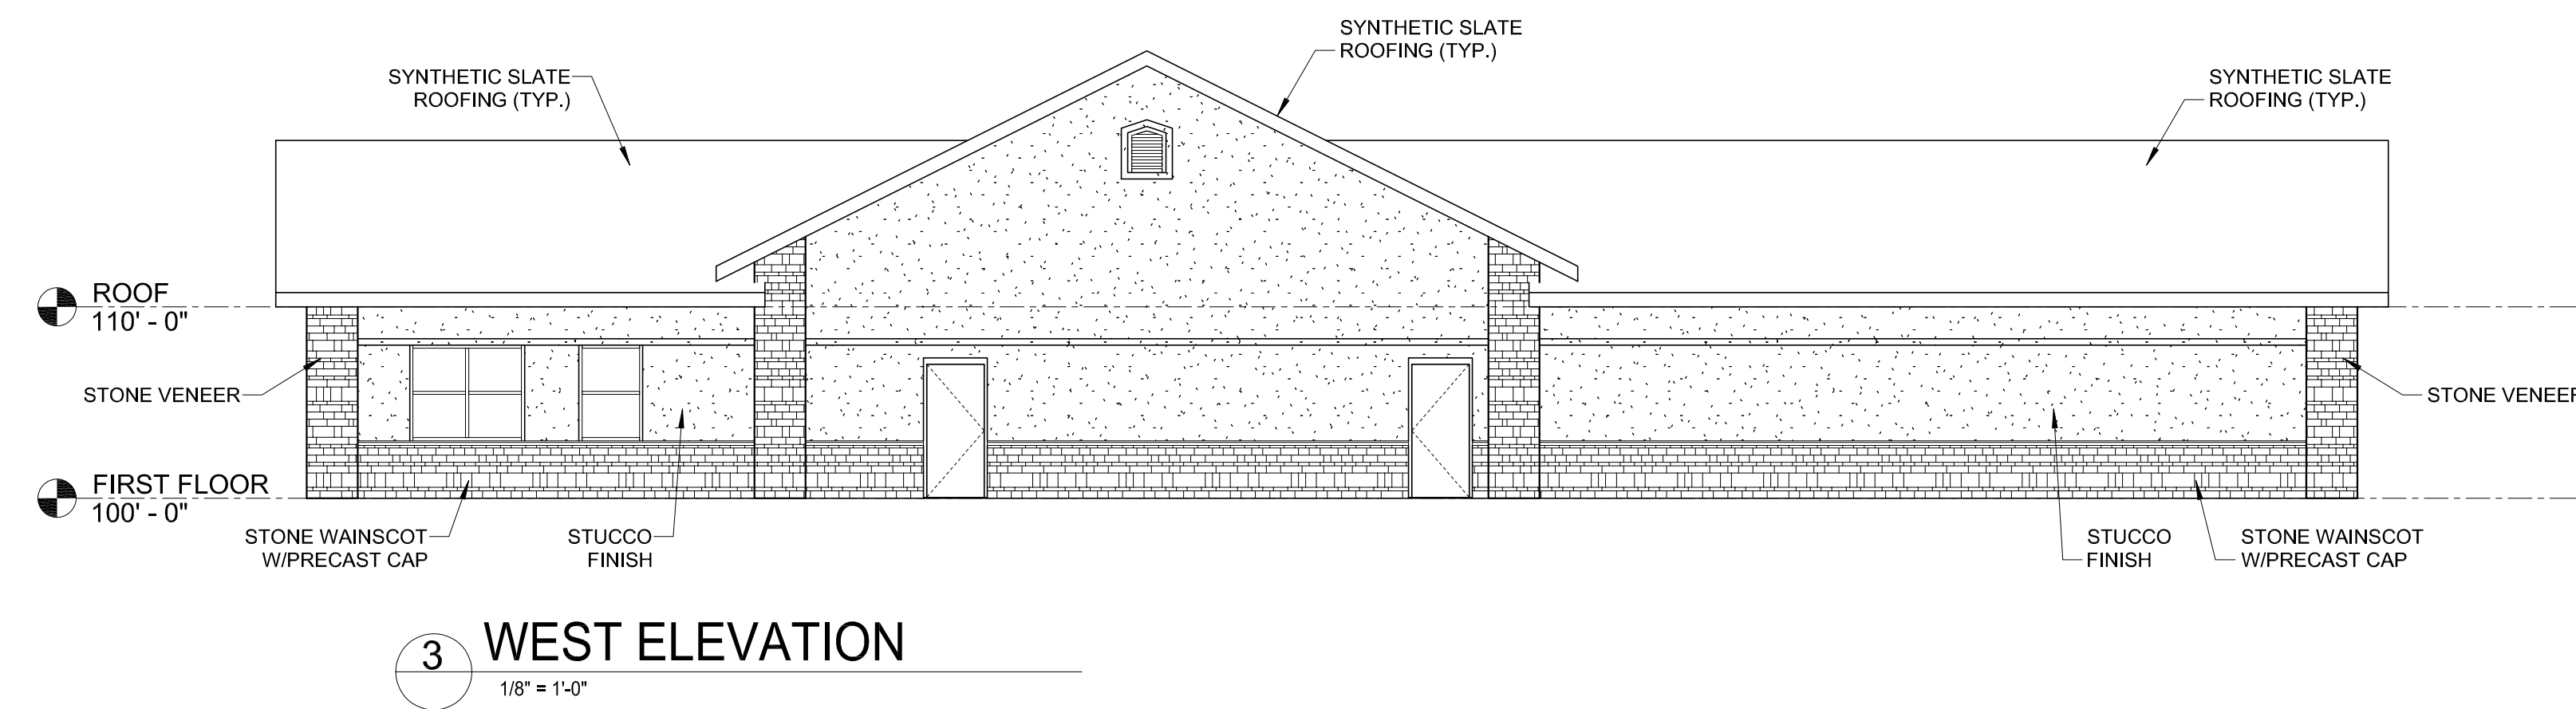 SYNTHETIC SLATE
ROOFING (TYP.)
SYNTHETIC SLATE
ROOFING (TYP.)
SYNTHETIC SLATE
ROOFING (TYP.)
ROOF
110' - 0"
STONE VENEER
STONE VENEER
FIRST FLOOR
100' - 0"
STONE WAINSCOT
W/PRECAST CAP
STUCCO
FINISH
STUCCO
FINISH
STONE WAINSCOT
W/PRECAST CAP
3
WEST ELEVATION
1/8" = 1'-0"